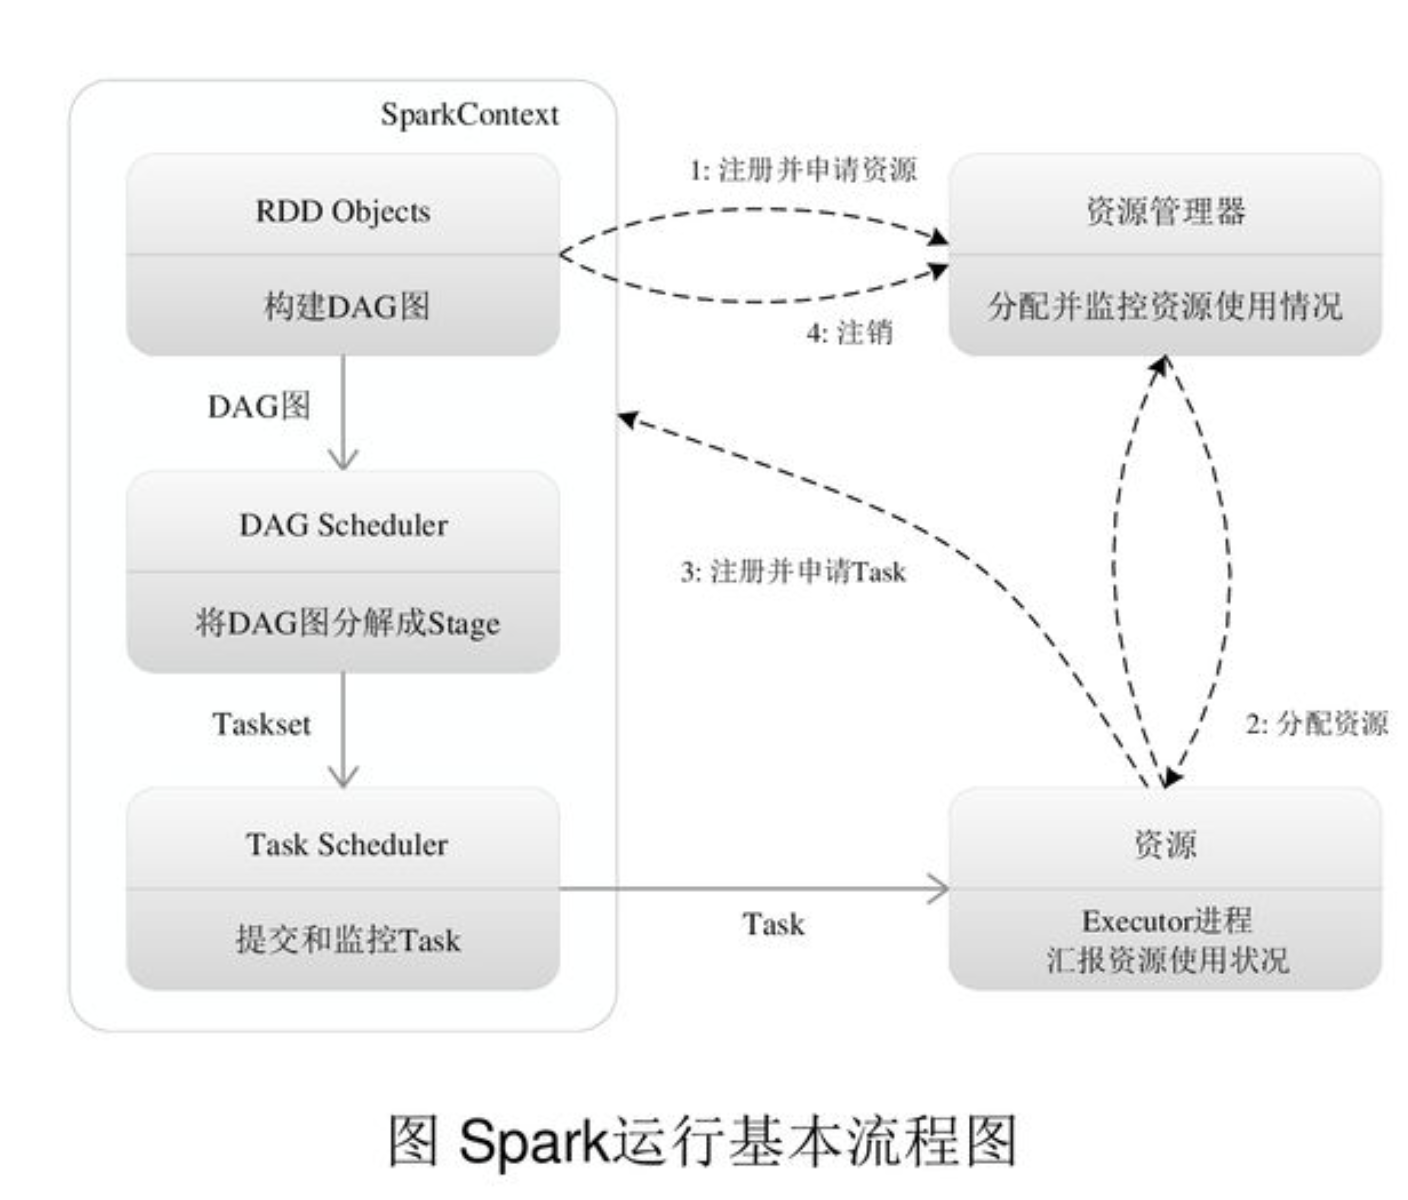 SparkContext
RDD Objects
构建DAG图
DAG图
DAG Scheduler
将DAG图分解成Stage
Taskset
Task Scheduler
提交和监控Task
1: 注册并申请资源
4: 注销
资源管理器
分配并监控资源使用情况
3: 注册并申请Task
2: 分配资源
Task
资源
Executor进程
汇报资源使用状况
图 Spark运行基本流程图